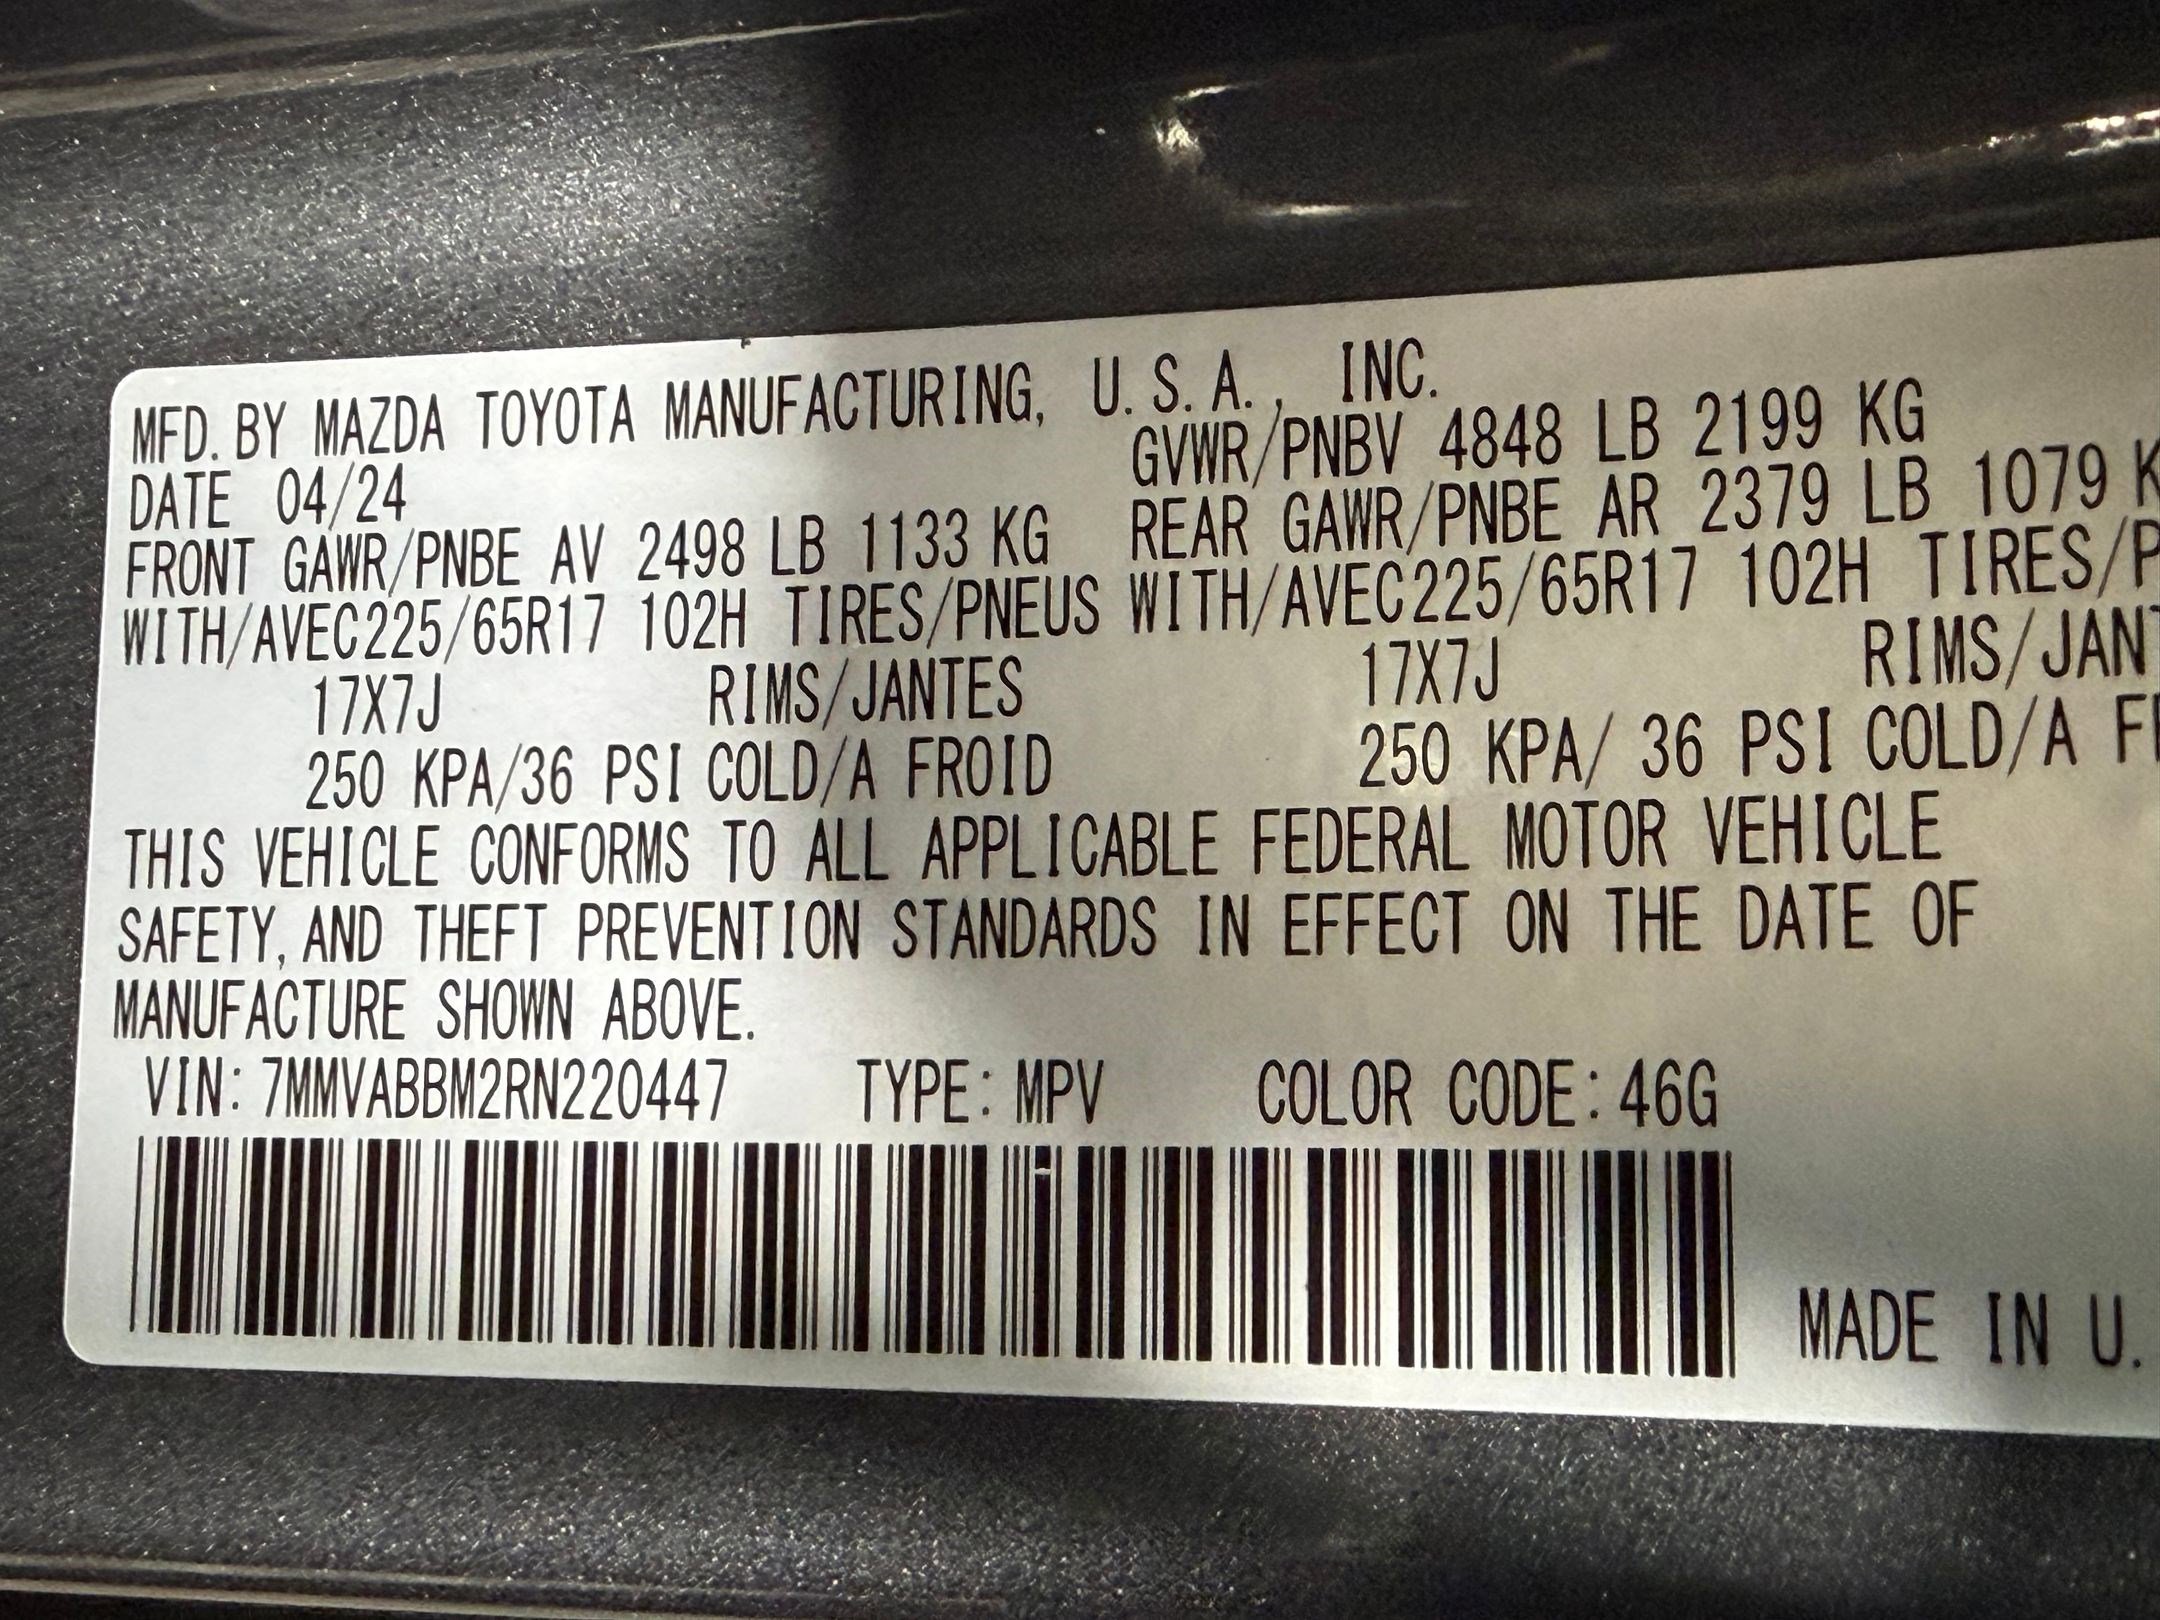 MFD. BY MAZDA TOYOTA MANUFACTURING, U.S.A., INC.
DATE 04/24 GVWR/PNBV 4848 LB 2199 KG
FRONT GAWR/PNBE AV 2498 LB 1133 KG REAR GAWR/PNBE AR 2379 LB 1079 K
WITH/AVEC225/65R17 102H TIRES/PNEUS WITH/AVEC225/65R17 102H TIRES/P
17X7J RIMS/JANTES 17X7J RIMS/JANT
250 KPA/36 PSI COLD/A FROID 250 KPA/ 36 PSI COLD/A F
THIS VEHICLE CONFORMS TO ALL APPLICABLE FEDERAL MOTOR VEHICLE
SAFETY, AND THEFT PREVENTION STANDARDS IN EFFECT ON THE DATE OF
MANUFACTURE SHOWN ABOVE.
VIN: 7MMVABBM2RN220447 TYPE: MPV COLOR CODE: 46G
MADE IN U.